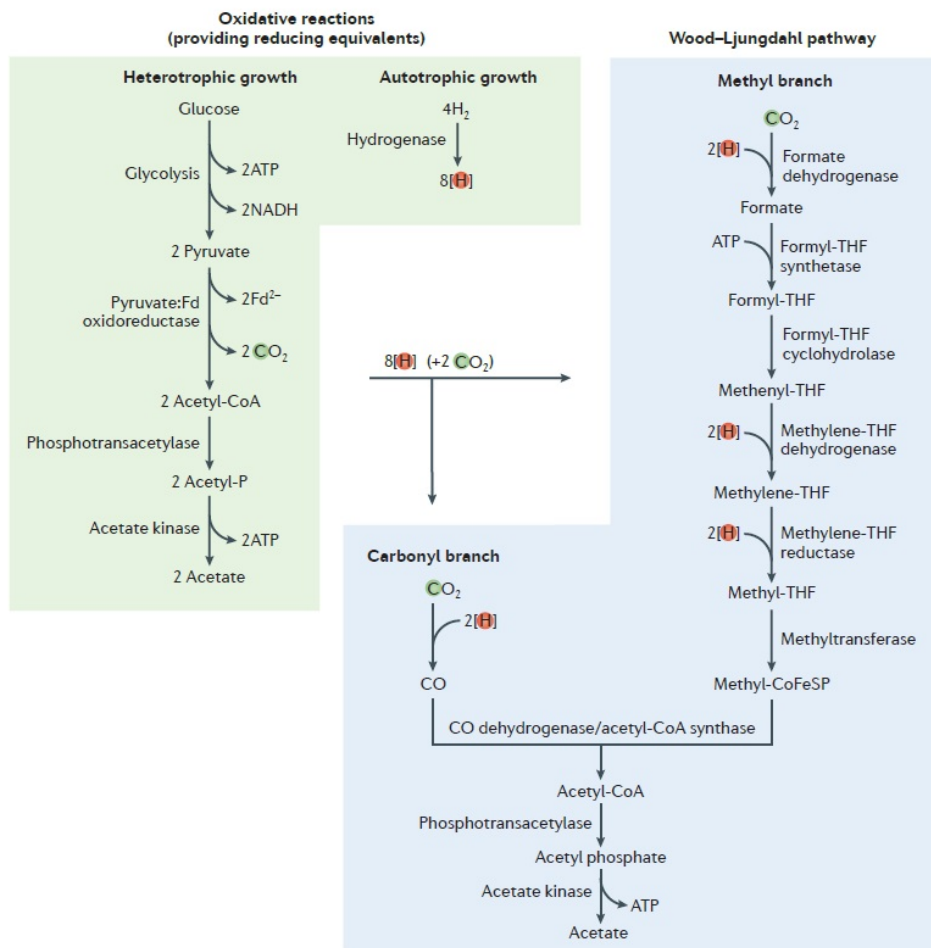 Oxidative reactions
(providing reducing equivalents)
Heterotrophic growth
Glucose
Glycolysis
2ATP
2NADH
2 Pyruvate
Pyruvate:Fd
oxidoreductase
2Fd²⁻
2 CO₂
2 Acetyl-CoA
Phosphotransacetylase
2 Acetyl-P
Acetate kinase
2ATP
2 Acetate
Autotrophic growth
4H₂
Hydrogenase
8[H]
8[H] (+2 CO₂)
Wood–Ljungdahl pathway
Methyl branch
CO₂
2[H]
Formate
dehydrogenase
Formate
ATP
Formyl-THF
synthetase
Formyl-THF
Formyl-THF
cyclohydrolase
Methenyl-THF
2[H]
Methylene-THF
dehydrogenase
Methylene-THF
2[H]
Methylene-THF
reductase
Methyl-THF
Methyltransferase
Methyl-CoFeSP
Carbonyl branch
CO₂
2[H]
CO
CO dehydrogenase/acetyl-CoA synthase
Acetyl-CoA
Phosphotransacetylase
Acetyl phosphate
Acetate kinase
ATP
Acetate